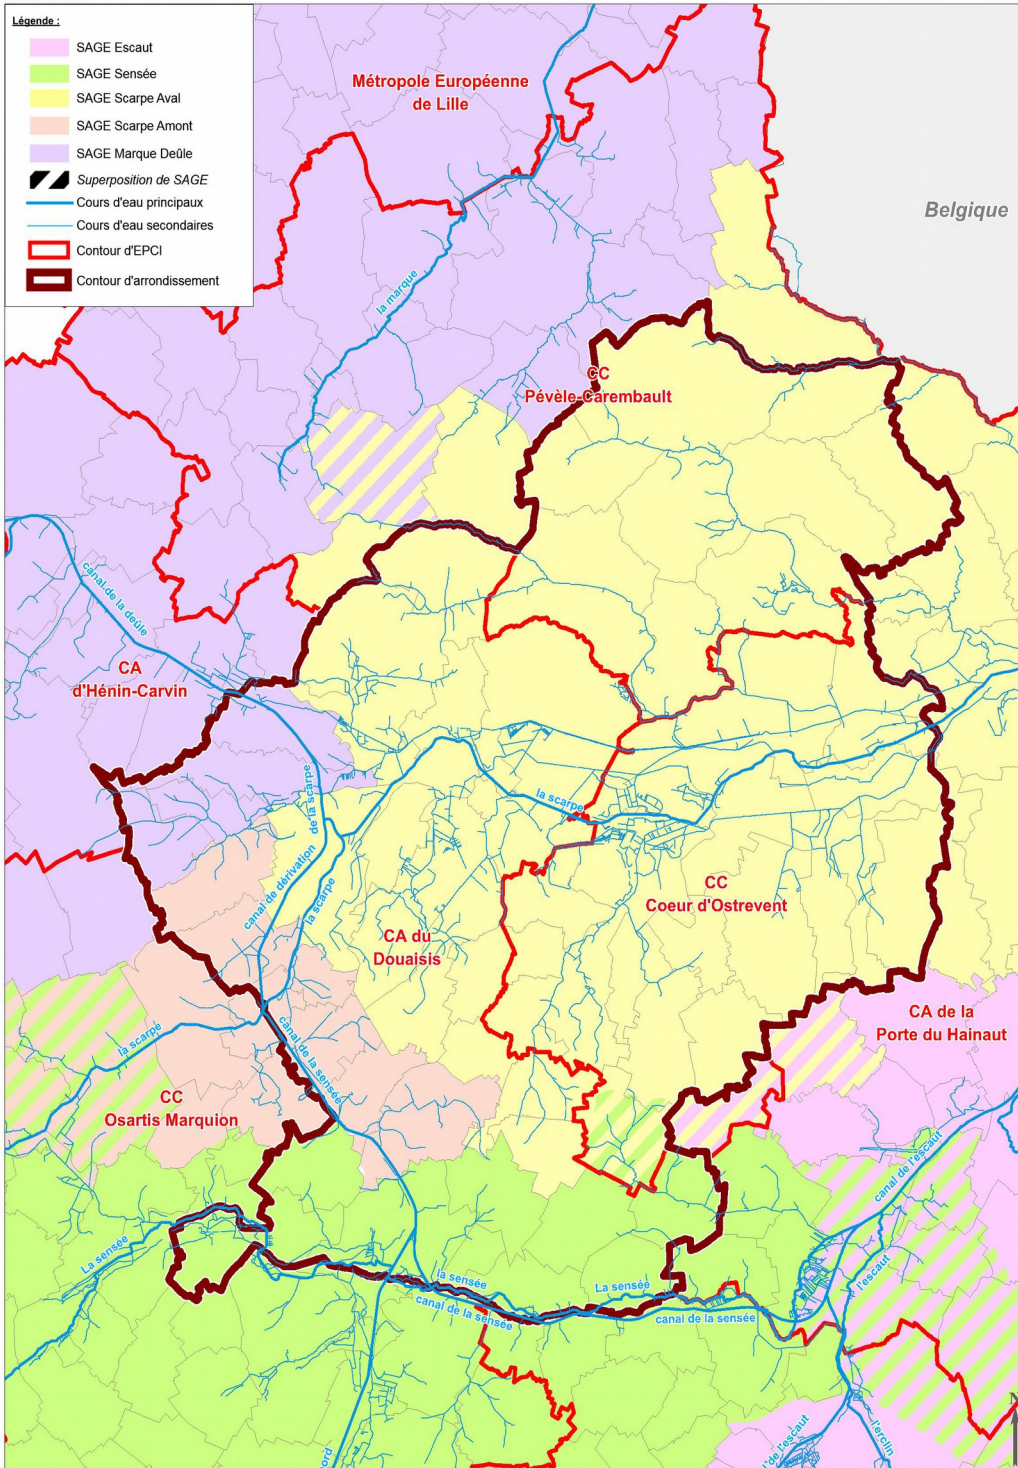 Légende :
SAGE Escaut
SAGE Sensée
SAGE Scarpe Aval
SAGE Scarpe Amont
SAGE Marque Deûle
Superposition de SAGE
Cours d'eau principaux
Cours d'eau secondaires
Contour d'EPCI
Contour d'arrondissement
Métropole Européenne
de Lille
Belgique
la marque
CC
Pévèle-Carembault
canal de la deûle
CA
d'Hénin-Carvin
de la scarpe
canal de dérivation
la scarpe
la scarpe
CC
Coeur d'Ostrevent
CA du
Douaisis
CA de la
Porte du Hainaut
la scarpe
canal de la sensée
CC
Osartis Marquion
canal de l'escaut
l'escaut
La sensée
la sensée
canal de la sensée
La sensée
canal de la sensée
l'erclin
de l'escaut
ord
N